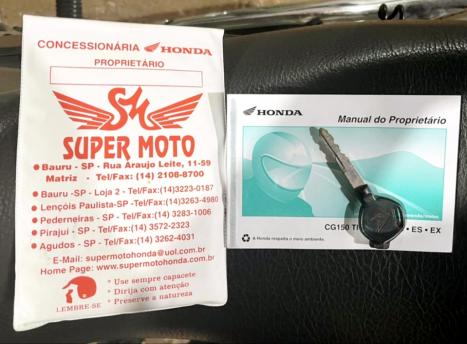 CONCESSIONÁRIA HONDA
PROPRIETÁRIO
SM
SUPER MOTO
Bauru - SP - Rua Araujo Leite, 11-59
Matriz - Tel/Fax: (14) 2108-8700
Bauru - SP - Loja 2 - Tel/Fax:(14)3223-0187
Lençóis Paulista-SP-Tel/Fax:(14)3263-4980
Pederneiras - SP - Tel/Fax:(14) 3283-1006
Pirajuí - SP - Tel/Fax:(14) 3572-2323
Agudos - SP-Tel/Fax:(14) 3262-4031
E-Mail: supermotohonda@uol.com.br
Home Page: www.supermotohonda.com.br
Use sempre capacete
Dirija com atenção
Preserve a natureza
LEMBRE-SE
HONDA
Manual do Proprietário
CG150 • ES • EX
A Honda respeita o meio ambiente.